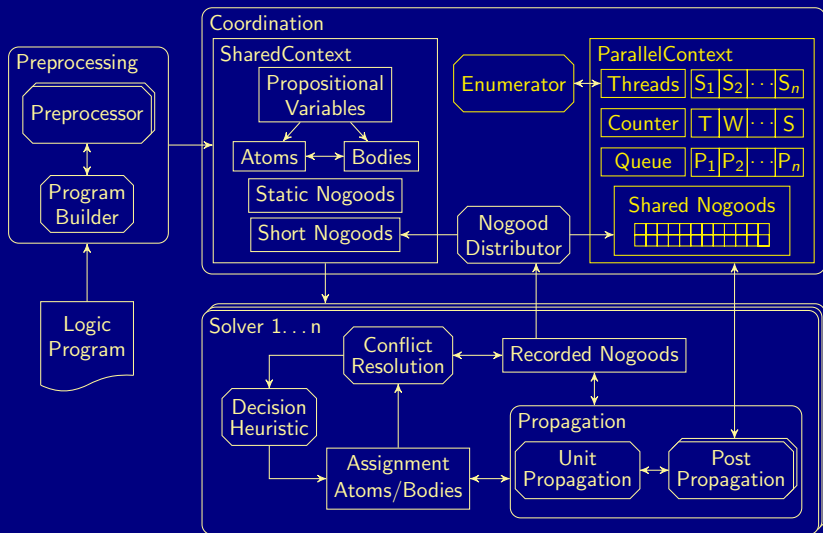 Coordination
Preprocessing
Preprocessor
Program
Builder
Logic
Program
SharedContext
Propositional
Variables
Atoms
Bodies
Static Nogoods
Short Nogoods
Enumerator
Nogood
Distributor
ParallelContext
Threads S₁ S₂ ··· Sₙ
Counter T W ··· S
Queue P₁ P₂ ··· Pₙ
Shared Nogoods
Solver 1...n
Conflict
Resolution
Recorded Nogoods
Decision
Heuristic
Assignment
Atoms/Bodies
Propagation
Unit
Propagation
Post
Propagation